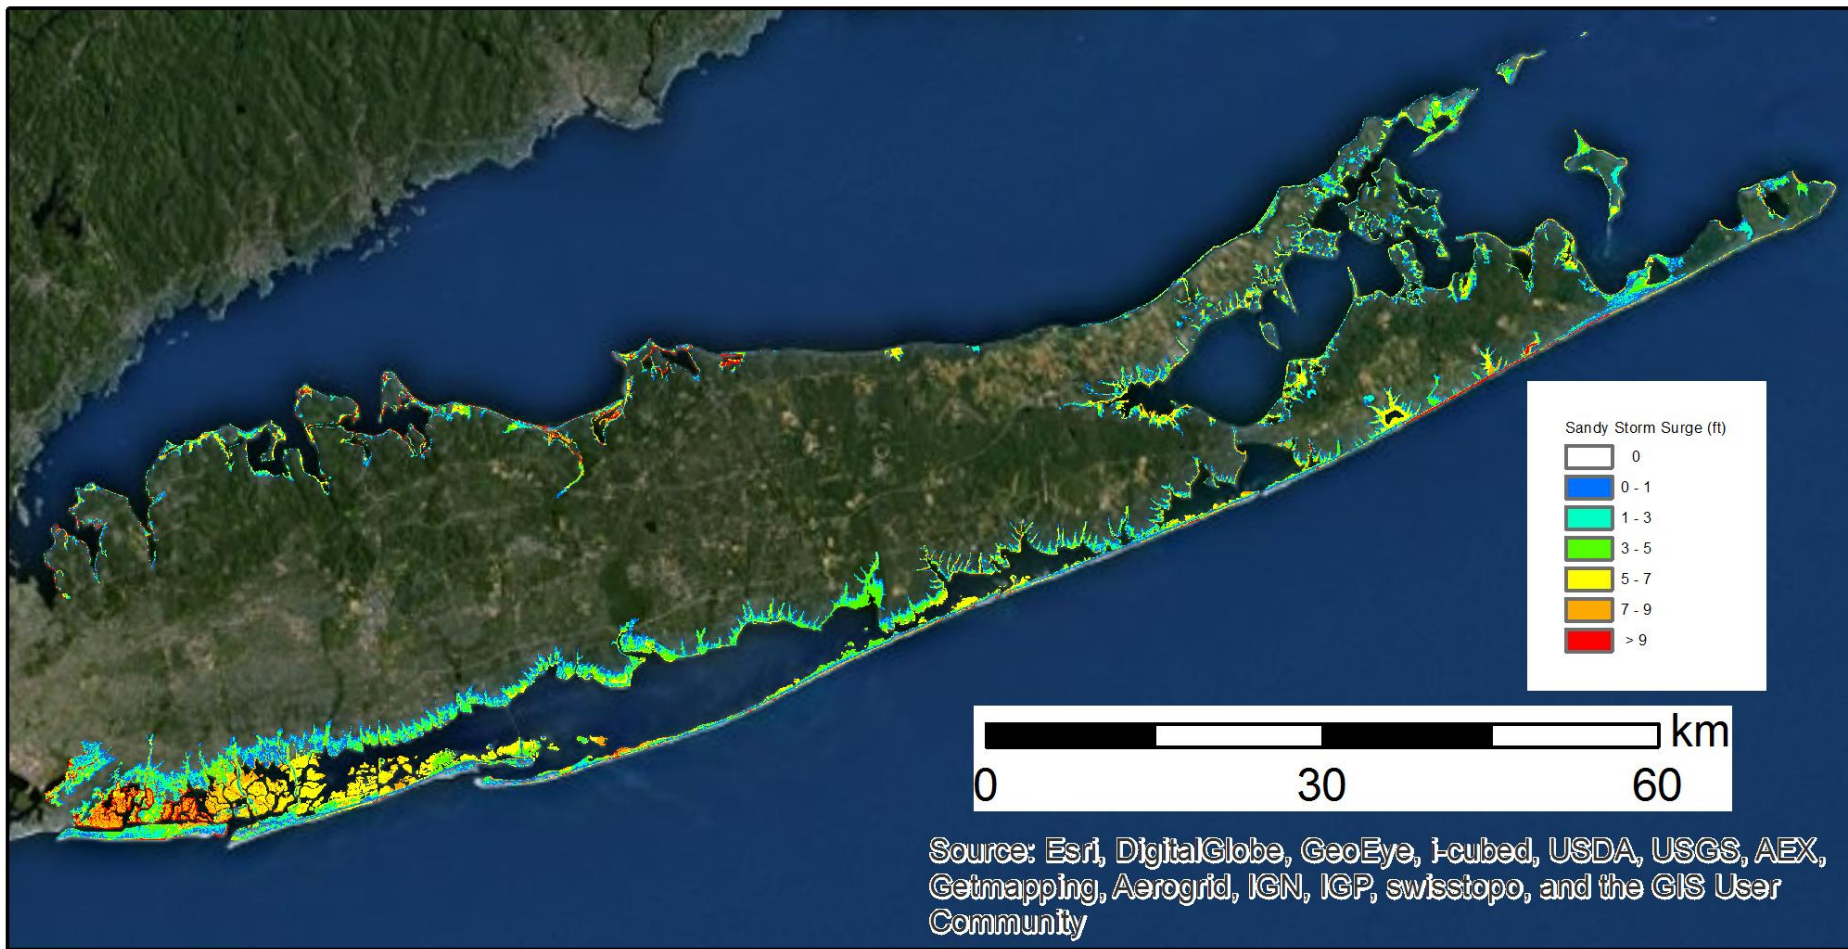 Sandy Storm Surge (ft)
0
0 - 1
1 - 3
3 - 5
5 - 7
7 - 9
> 9
km
0 30 60
Source: Esri, DigitalGlobe, GeoEye, i-cubed, USDA, USGS, AEX,
Getmapping, Aerogrid, IGN, IGP, swisstopo, and the GIS User
Community